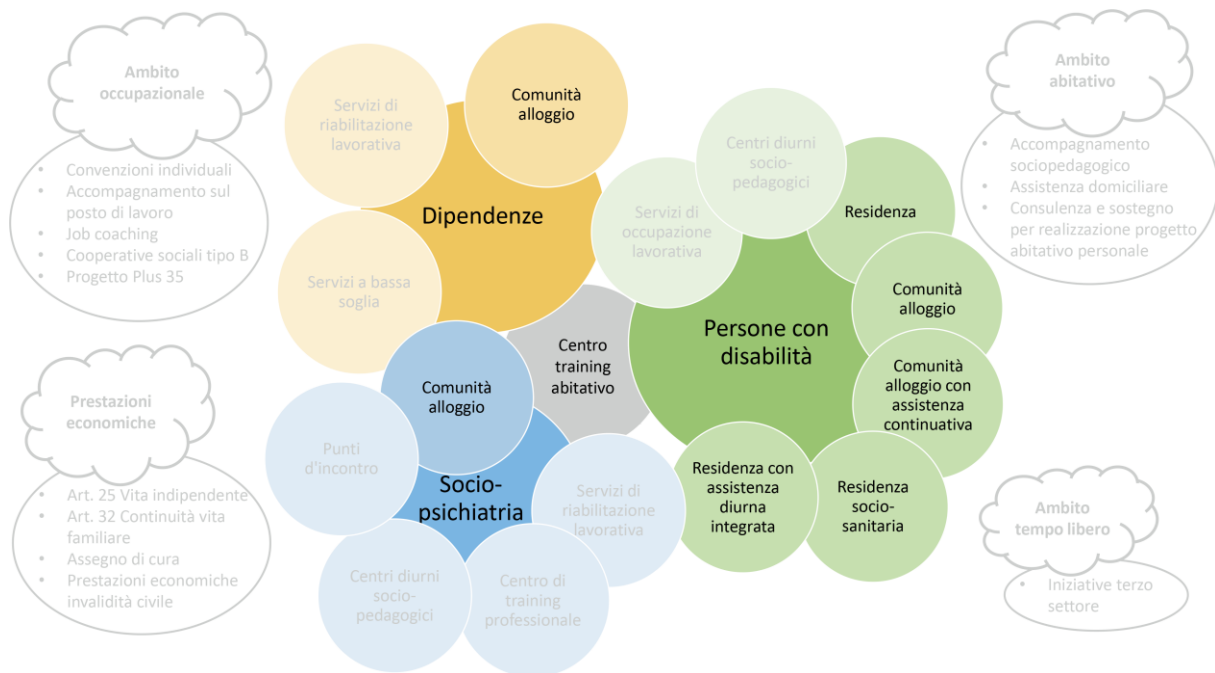 Ambito
occupazionale
• Convenzioni individuali
• Accompagnamento sul
posto di lavoro
• Job coaching
• Cooperative sociali tipo B
• Progetto Plus 35
Prestazioni
economiche
• Art. 25 Vita indipendente
• Art. 32 Continuità vita
familiare
• Assegno di cura
• Prestazioni economiche
invalidità civile
Servizi di
riabilitazione
lavorativa
Comunità
alloggio
Dipendenze
Servizi a bassa
soglia
Centro
training
abitativo
Comunità
alloggio
Punti
d'incontro
Socio-
psichiatria
Servizi di
riabilitazione
lavorativa
Centri diurni
socio-
pedagogici
Centro di
training
professionale
Centri diurni
socio-
pedagogici
Servizi di
occupazione
lavorativa
Residenza
Persone con
disabilità
Comunità
alloggio
Comunità
alloggio con
assistenza
continuativa
Residenza con
assistenza
diurna
integrata
Residenza
socio-
sanitaria
Ambito
abitativo
• Accompagnamento
sociopedagogico
• Assistenza domiciliare
• Consulenza e sostegno
per realizzazione progetto
abitativo personale
Ambito
tempo libero
• Iniziative terzo
settore